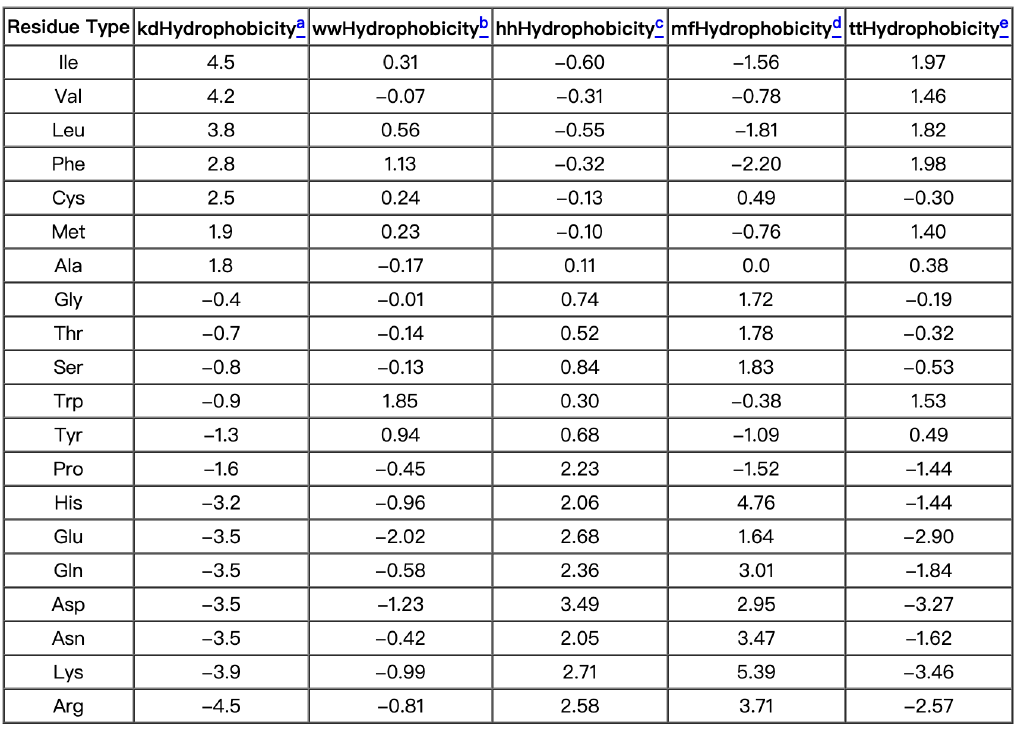 Residue Type kdHydrophobicitya wwHydrophobicityb hhHydrophobicityc mfHydrophobicityd ttHydrophobicitye
Ile 4.5 0.31 −0.60 −1.56 1.97
Val 4.2 −0.07 −0.31 −0.78 1.46
Leu 3.8 0.56 −0.55 −1.81 1.82
Phe 2.8 1.13 −0.32 −2.20 1.98
Cys 2.5 0.24 −0.13 0.49 −0.30
Met 1.9 0.23 −0.10 −0.76 1.40
Ala 1.8 −0.17 0.11 0.0 0.38
Gly −0.4 −0.01 0.74 1.72 −0.19
Thr −0.7 −0.14 0.52 1.78 −0.32
Ser −0.8 −0.13 0.84 1.83 −0.53
Trp −0.9 1.85 0.30 −0.38 1.53
Tyr −1.3 0.94 0.68 −1.09 0.49
Pro −1.6 −0.45 2.23 −1.52 −1.44
His −3.2 −0.96 2.06 4.76 −1.44
Glu −3.5 −2.02 2.68 1.64 −2.90
Gln −3.5 −0.58 2.36 3.01 −1.84
Asp −3.5 −1.23 3.49 2.95 −3.27
Asn −3.5 −0.42 2.05 3.47 −1.62
Lys −3.9 −0.99 2.71 5.39 −3.46
Arg −4.5 −0.81 2.58 3.71 −2.57